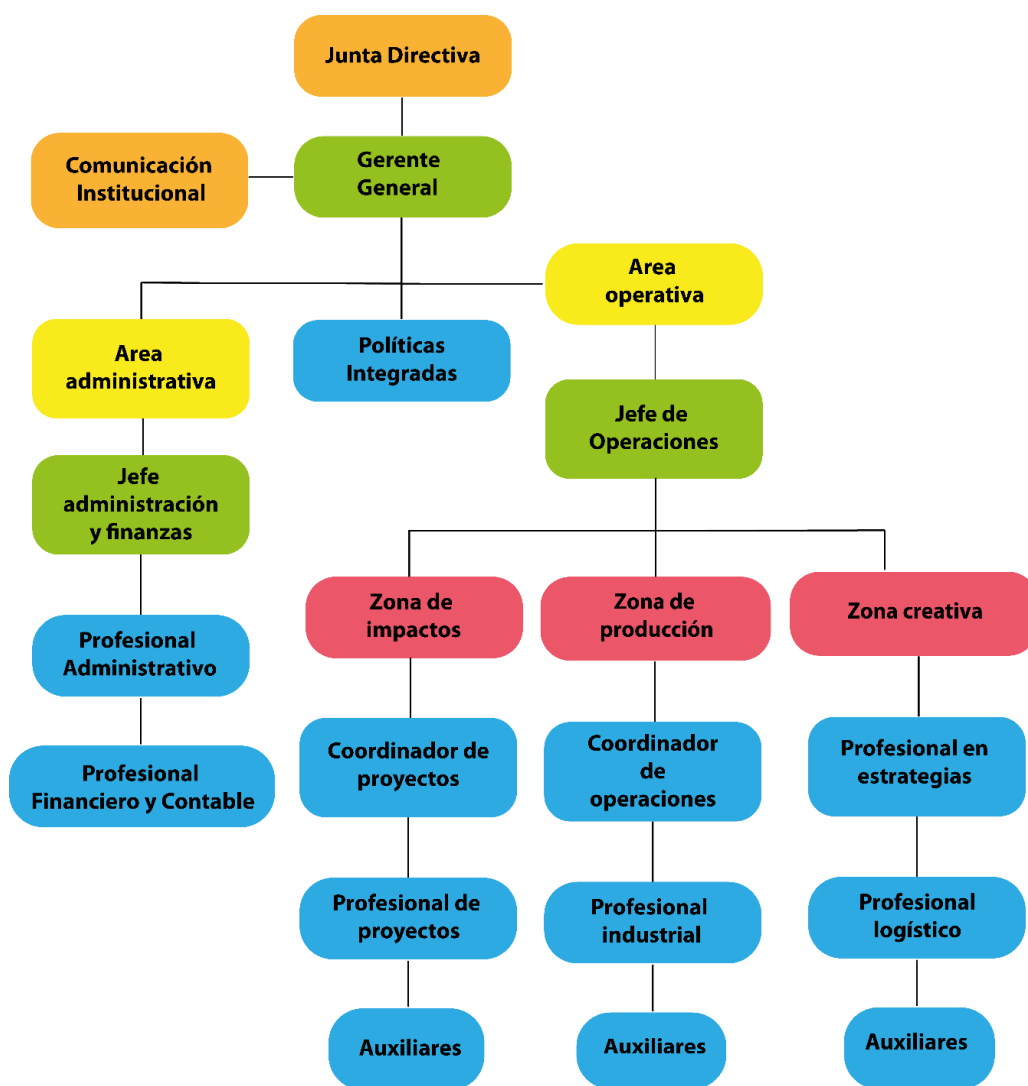 Junta Directiva
Comunicación
Institucional
Gerente
General
Area
operativa
Area
administrativa
Políticas
Integradas
Jefe de
Operaciones
Jefe
administración
y finanzas
Zona de
impactos
Zona de
producción
Zona creativa
Profesional
Administrativo
Coordinador de
proyectos
Coordinador
de
operaciones
Profesional en
estrategias
Profesional
Financiero y Contable
Profesional de
proyectos
Profesional
industrial
Profesional
logístico
Auxiliares
Auxiliares
Auxiliares